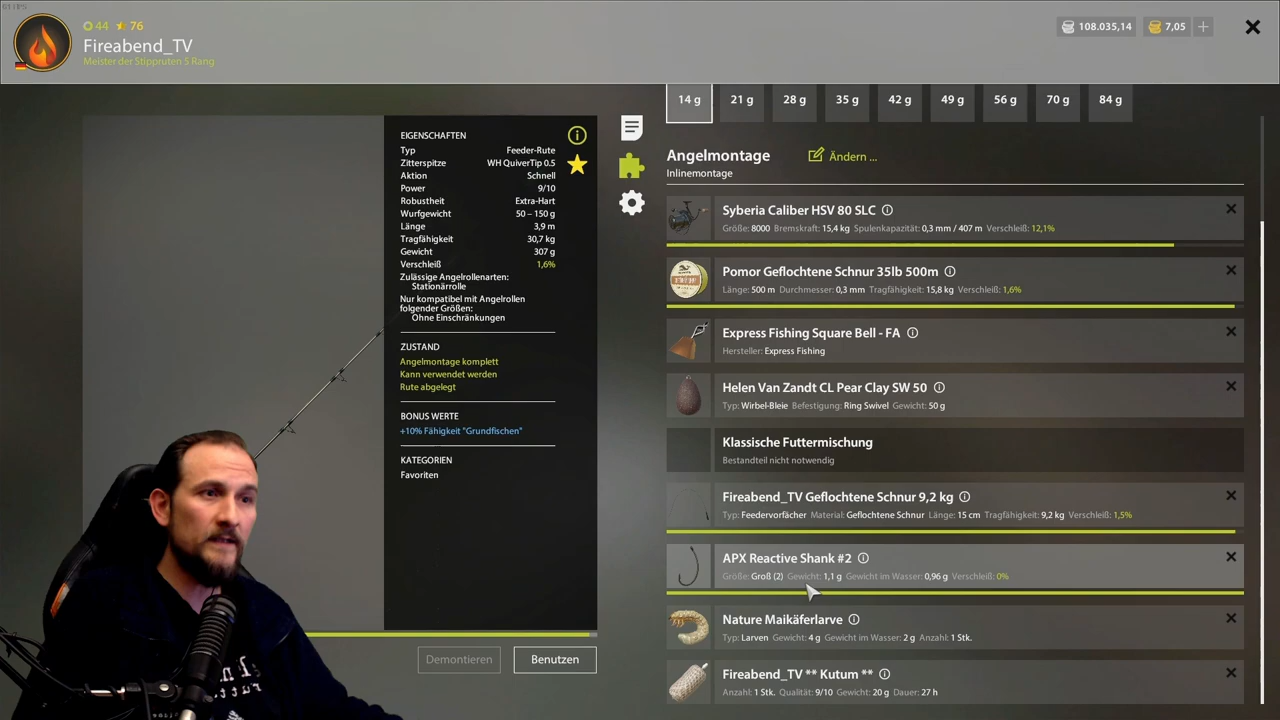 44 76
Fireabend_TV
Meister der Stippruten 5 Rang
108.035,14 7,05
14 g 21 g 28 g 35 g 42 g 49 g 56 g 70 g 84 g
EIGENSCHAFTEN
Typ Feeder-Rute
Zitterspitze WH QuiverTip 0.5
Aktion Schnell
Power 9/10
Robustheit Extra-Hart
Wurfgewicht 50 – 150 g
Länge 3,9 m
Tragfähigkeit 30,7 kg
Gewicht 307 g
Verschleiß 1,6%
Zulässige Angelrollenarten:
Stationärrolle
Nur kompatibel mit Angelrollen
folgender Größen:
Ohne Einschränkungen
ZUSTAND
Angelmontage komplett
Kann verwendet werden
Rute abgelegt
BONUS WERTE
+10% Fähigkeit "Grundfischen"
KATEGORIEN
Favoriten
Demontieren Benutzen
Angelmontage Ändern ...
Inlinemontage
Syberia Caliber HSV 80 SLC
Größe: 8000 Bremskraft: 15,4 kg Spulenkapazität: 0,3 mm / 407 m Verschleiß: 12,1%
Pomor Geflochtene Schnur 35lb 500m
Länge: 500 m Durchmesser: 0,3 mm Tragfähigkeit: 15,8 kg Verschleiß: 1,6%
Express Fishing Square Bell - FA
Hersteller: Express Fishing
Helen Van Zandt CL Pear Clay SW 50
Typ: Wirbel-Bleie Befestigung: Ring Swivel Gewicht: 50 g
Klassische Futtermischung
Bestandteil nicht notwendig
Fireabend_TV Geflochtene Schnur 9,2 kg
Typ: Feedervorfächer Material: Geflochtene Schnur Länge: 15 cm Tragfähigkeit: 9,2 kg Verschleiß: 1,5%
APX Reactive Shank #2
Größe: Groß (2) Gewicht: 1,1 g Gewicht im Wasser: 0,96 g Verschleiß: 0%
Nature Maikäferlarve
Typ: Larven Gewicht: 4 g Gewicht im Wasser: 2 g Anzahl: 1 Stk.
Fireabend_TV ** Kutum **
Anzahl: 1 Stk. Qualität: 9/10 Gewicht: 20 g Dauer: 27 h